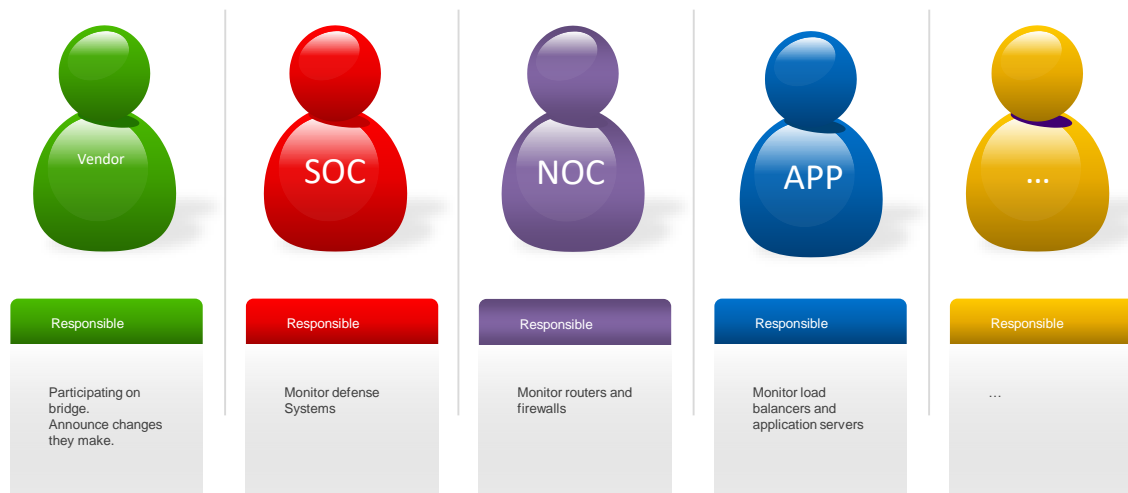 Vendor
SOC
NOC
APP
...
Responsible
Responsible
Responsible
Responsible
Responsible
Participating on
bridge.
Announce changes
they make.
Monitor defense
Systems
Monitor routers and
firewalls
Monitor load
balancers and
application servers
…